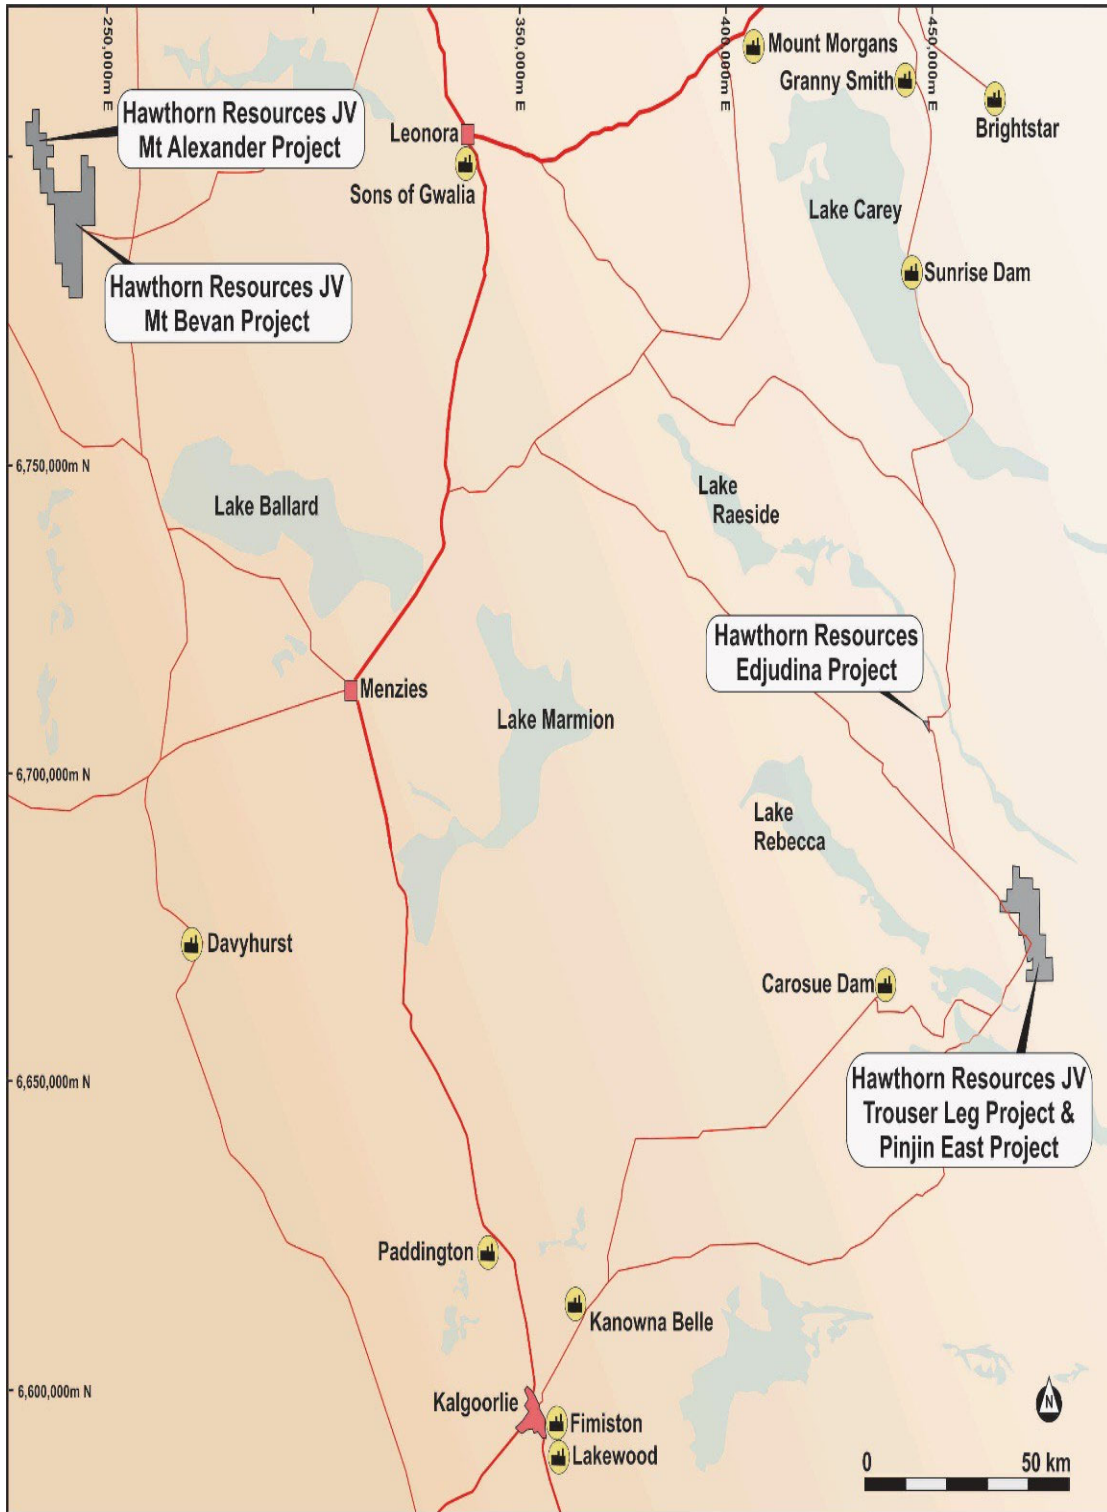 250,000m E
350,000m E
400,000m E
450,000m E
Mount Morgans
Granny Smith
Brightstar
Hawthorn Resources JV
Mt Alexander Project
Leonora
Sons of Gwalia
Lake Carey
Sunrise Dam
Hawthorn Resources JV
Mt Bevan Project
6,750,000m N
Lake Ballard
Lake
Raeside
Hawthorn Resources
Edjudina Project
Menzies
Lake Marmion
6,700,000m N
Lake
Rebecca
Davyhurst
Carosue Dam
6,650,000m N
Hawthorn Resources JV
Trouser Leg Project &
Pinjin East Project
Paddington
Kanowna Belle
6,600,000m N
Kalgoorlie
Fimiston
Lakewood
N
0
50 km